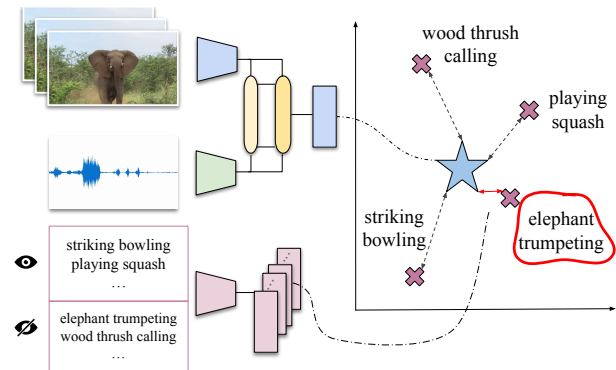 wood thrush
calling
playing
squash
striking
bowling
elephant
trumpeting
striking bowling
playing squash
...
elephant trumpeting
wood thrush calling
...